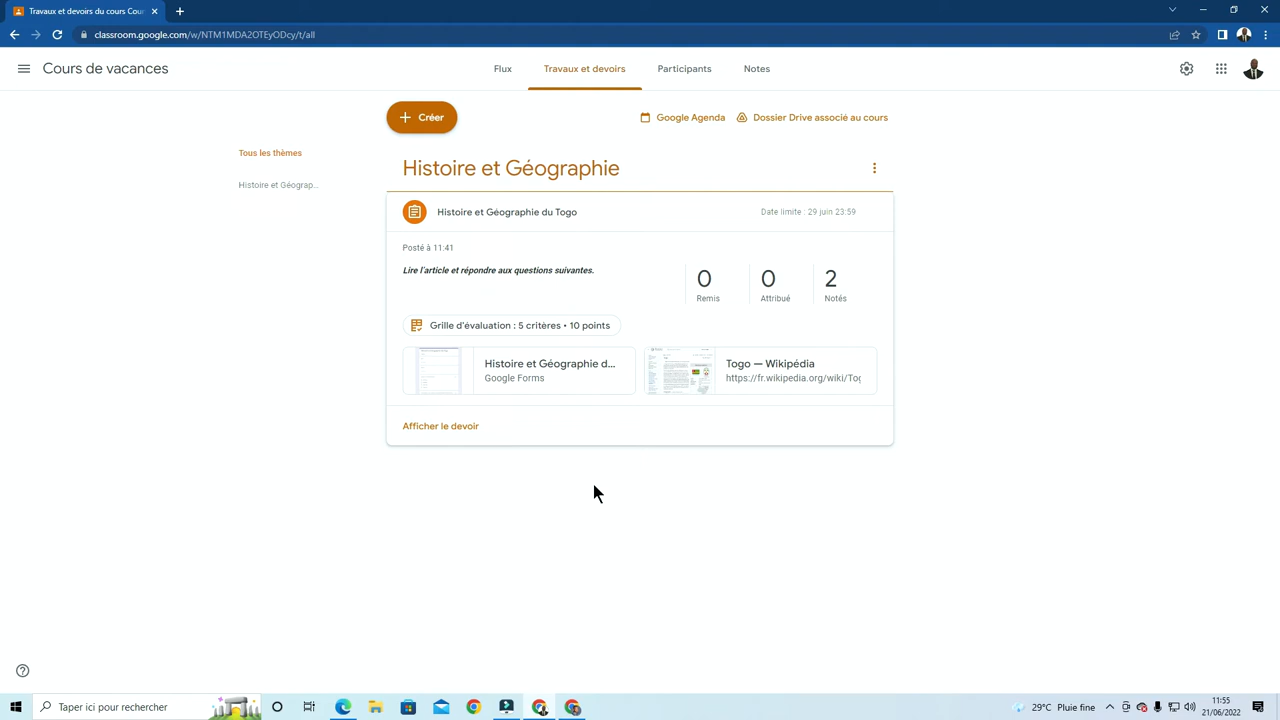 Travaux et devoirs du cours Cour
classroom.google.com/w/NTM1MDA2OTEyODcy/t/all
Cours de vacances
Flux
Travaux et devoirs
Participants
Notes
Créer
Google Agenda
Dossier Drive associé au cours
Tous les thèmes
Histoire et Géograp...
Histoire et Géographie
Histoire et Géographie du Togo
Date limite : 29 juin 23:59
Posté à 11:41
Lire l'article et répondre aux questions suivantes.
0
Remis
0
Attribué
2
Notés
Grille d'évaluation : 5 critères • 10 points
Histoire et Géographie d...
Google Forms
Togo — Wikipédia
https://fr.wikipedia.org/wiki/Tog
Afficher le devoir
Taper ici pour rechercher
29°C Pluie fine
11:55
21/06/2022